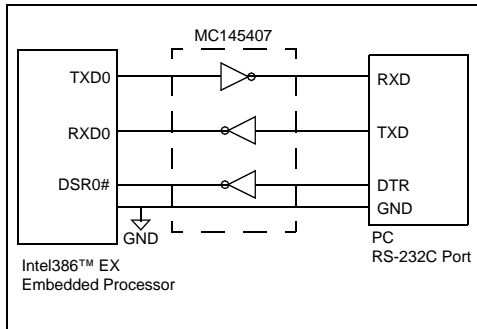 MC145407
TXD0
RXD
RXD0
TXD
DSR0#
DTR
GND
GND
PC
RS-232C Port
Intel386™ EX
Embedded Processor